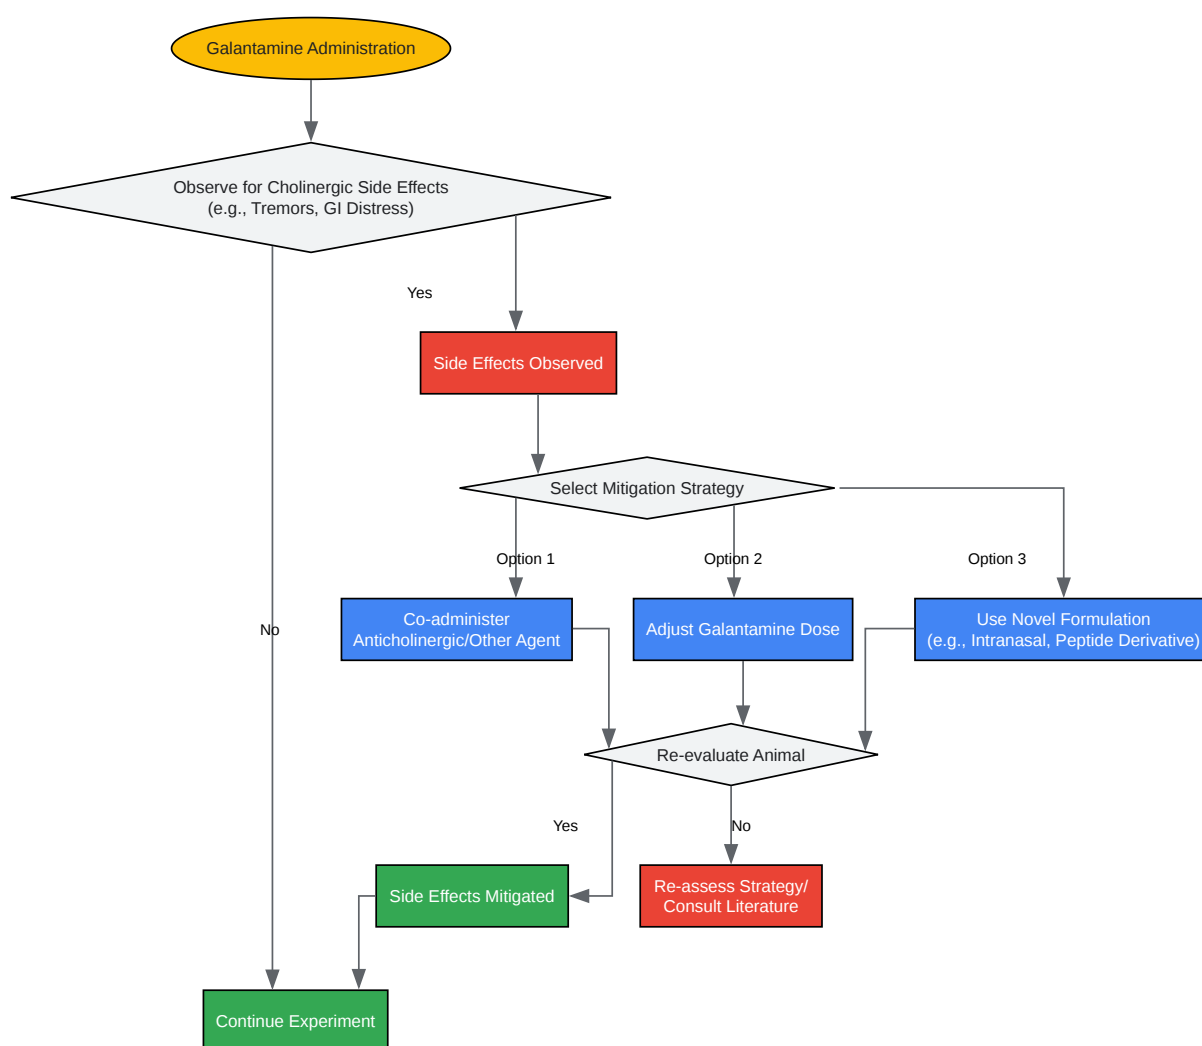 Galantamine Administration
Observe for Cholinergic Side Effects
(e.g., Tremors, GI Distress)
Yes
Side Effects Observed
Select Mitigation Strategy
Option 1
Option 2
Option 3
Co-administer
Anticholinergic/Other Agent
Adjust Galantamine Dose
Use Novel Formulation
(e.g., Intranasal, Peptide Derivative)
No
Re-evaluate Animal
Yes
No
Side Effects Mitigated
Re-assess Strategy/
Consult Literature
Continue Experiment